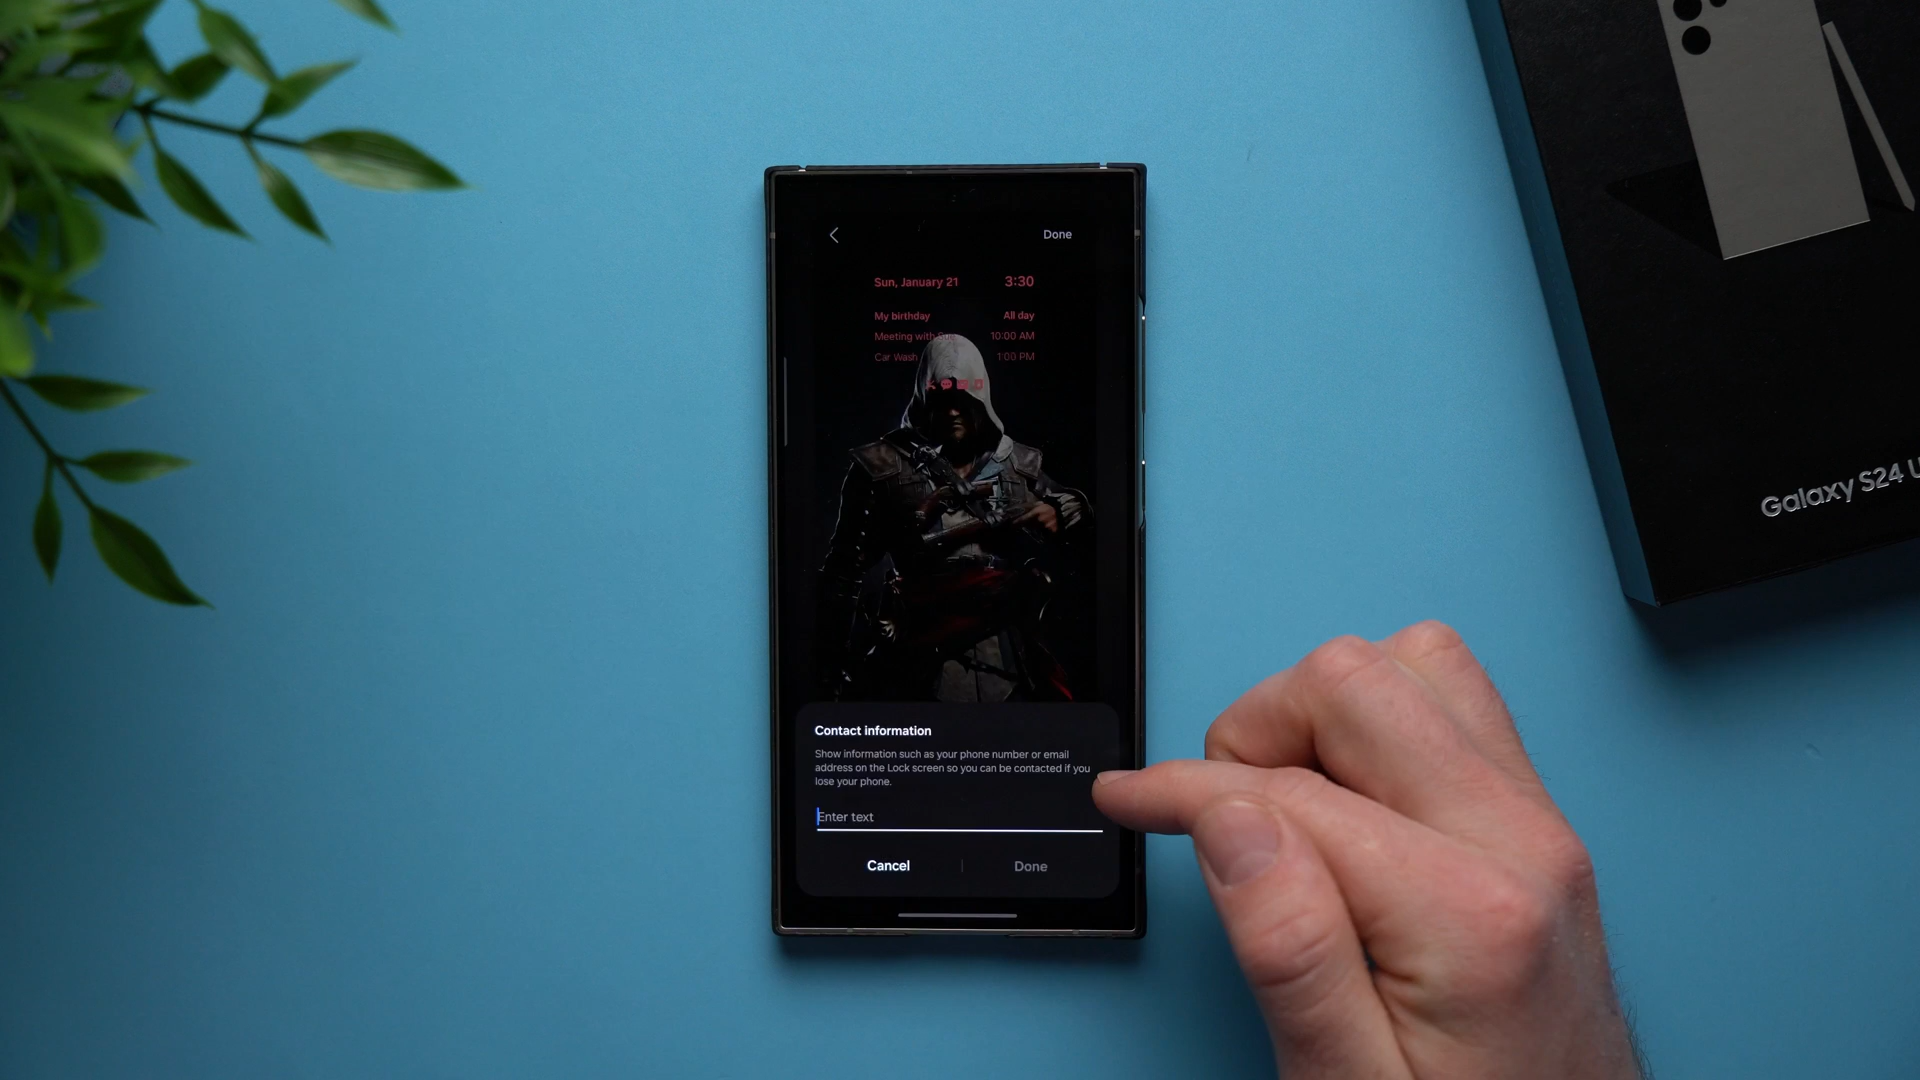 Done
Sun, January 21 3:30
My birthday All day
Meeting with Sue 10:00 AM
Car Wash 1:00 PM
Contact information
Show information such as your phone number or email
address on the Lock screen so you can be contacted if you
lose your phone.
Enter text
Cancel Done
Galaxy S24 U